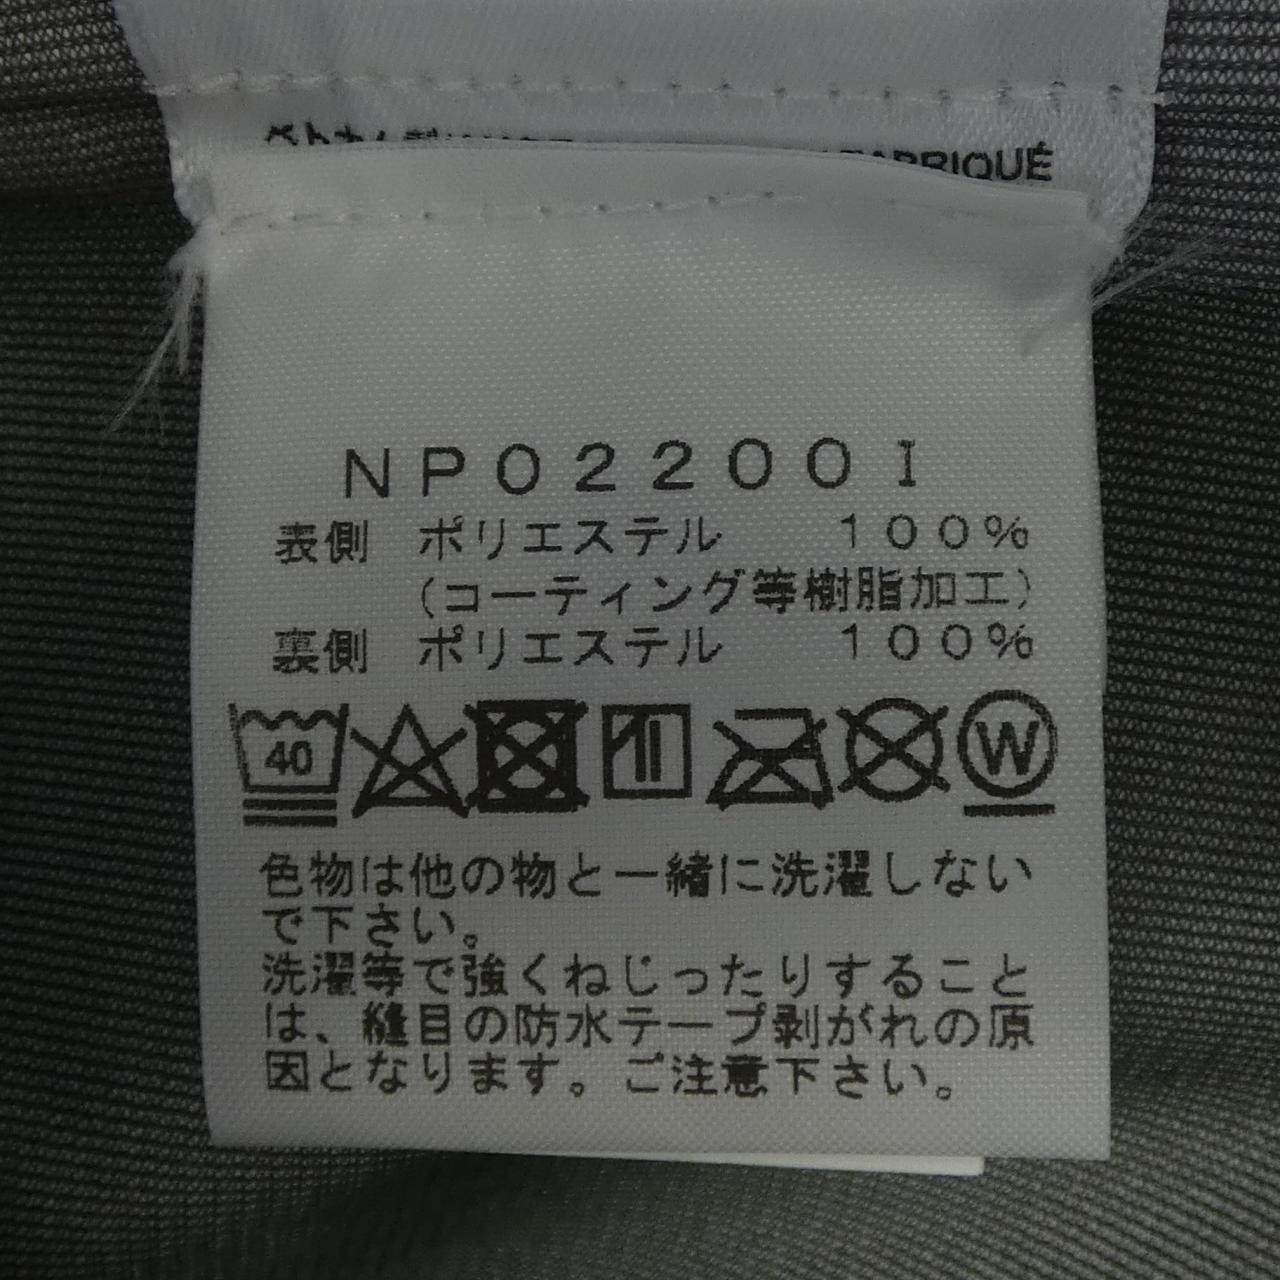 FABRIQUÉ
NP02200I
表側 ポリエステル 100%
(コーティング等樹脂加工)
裏側 ポリエステル 100%
40 W
色物は他の物と一緒に洗濯しない
で下さい。
洗濯等で強くねじったりすること
は、縫目の防水テープ剥がれの原
因となります。ご注意下さい。